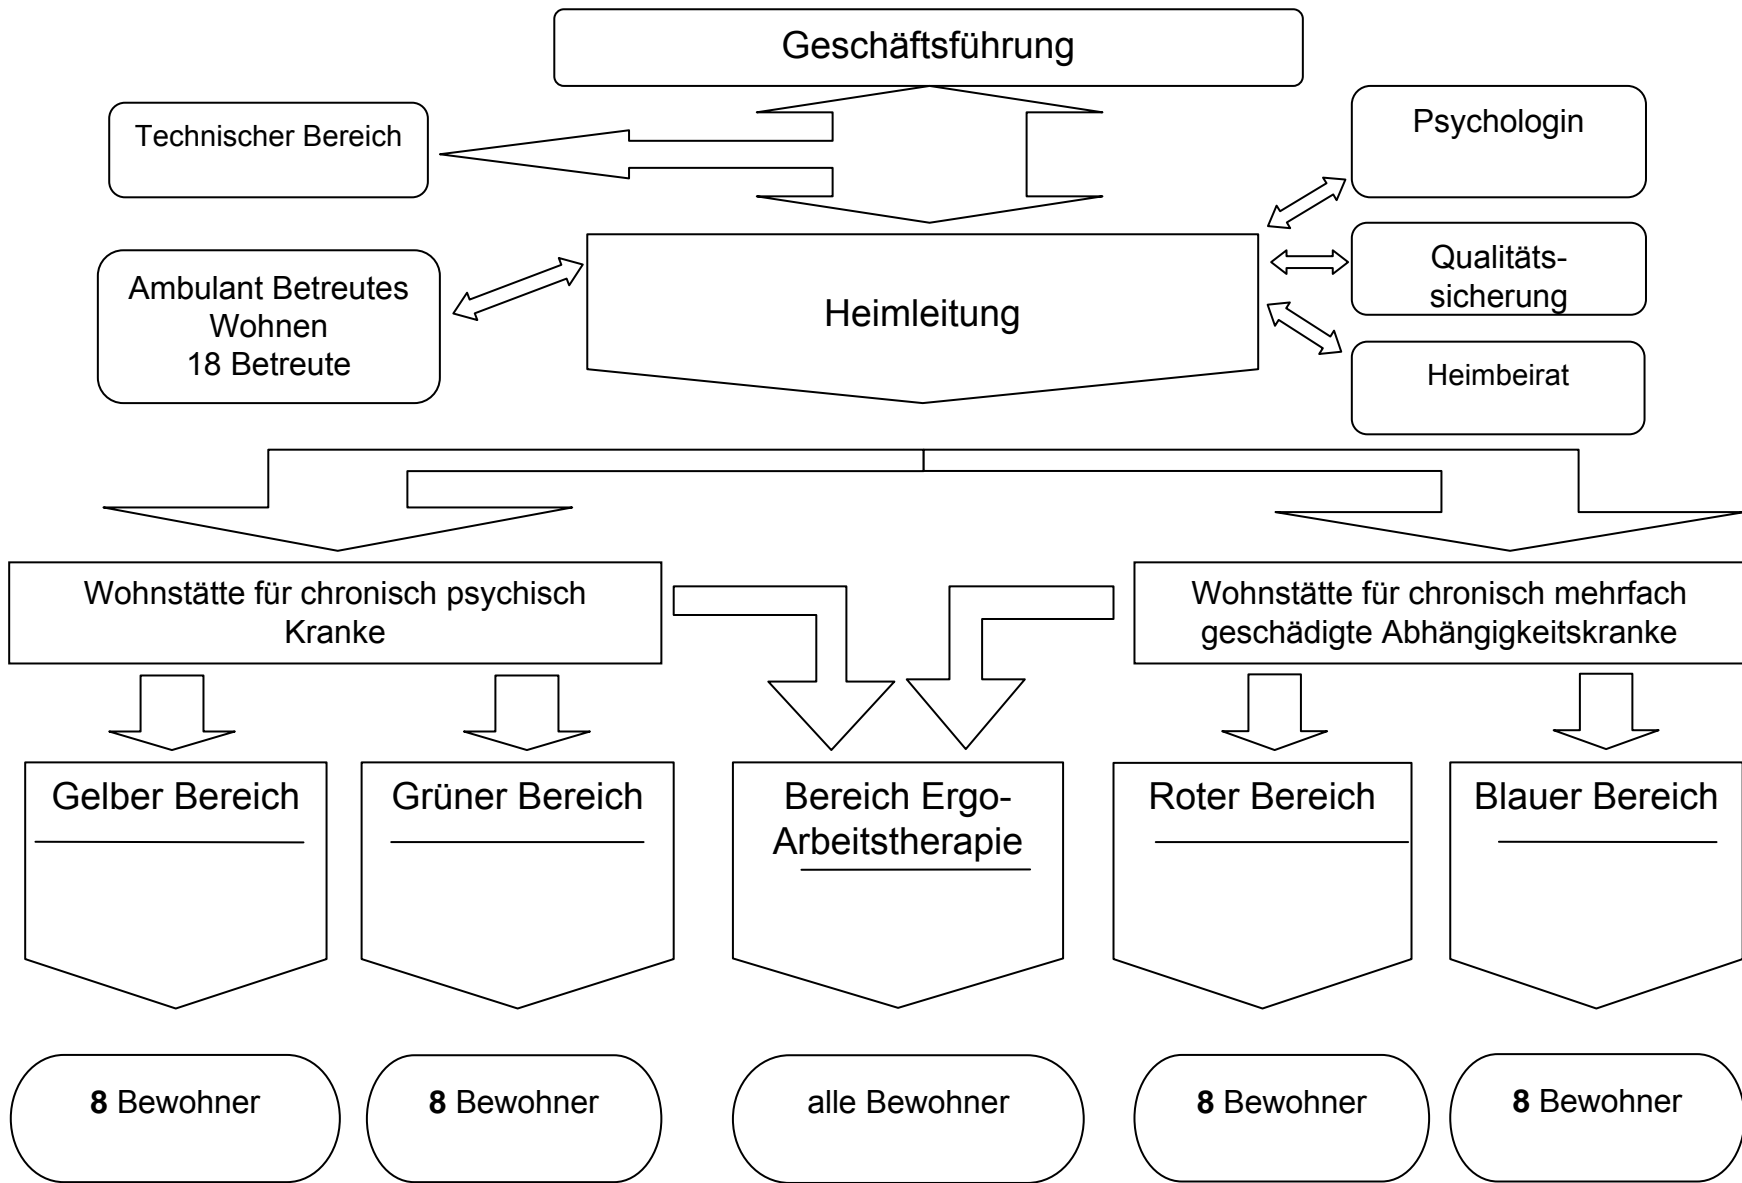 Geschäftsführung
Technischer Bereich
Psychologin
Ambulant Betreutes
Wohnen
18 Betreute
Heimleitung
Qualitäts-
sicherung
Heimbeirat
Wohnstätte für chronisch psychisch
Kranke
Wohnstätte für chronisch mehrfach
geschädigte Abhängigkeitskranke
Gelber Bereich
Grüner Bereich
Bereich Ergo-
Arbeitstherapie
Roter Bereich
Blauer Bereich
8 Bewohner
8 Bewohner
alle Bewohner
8 Bewohner
8 Bewohner